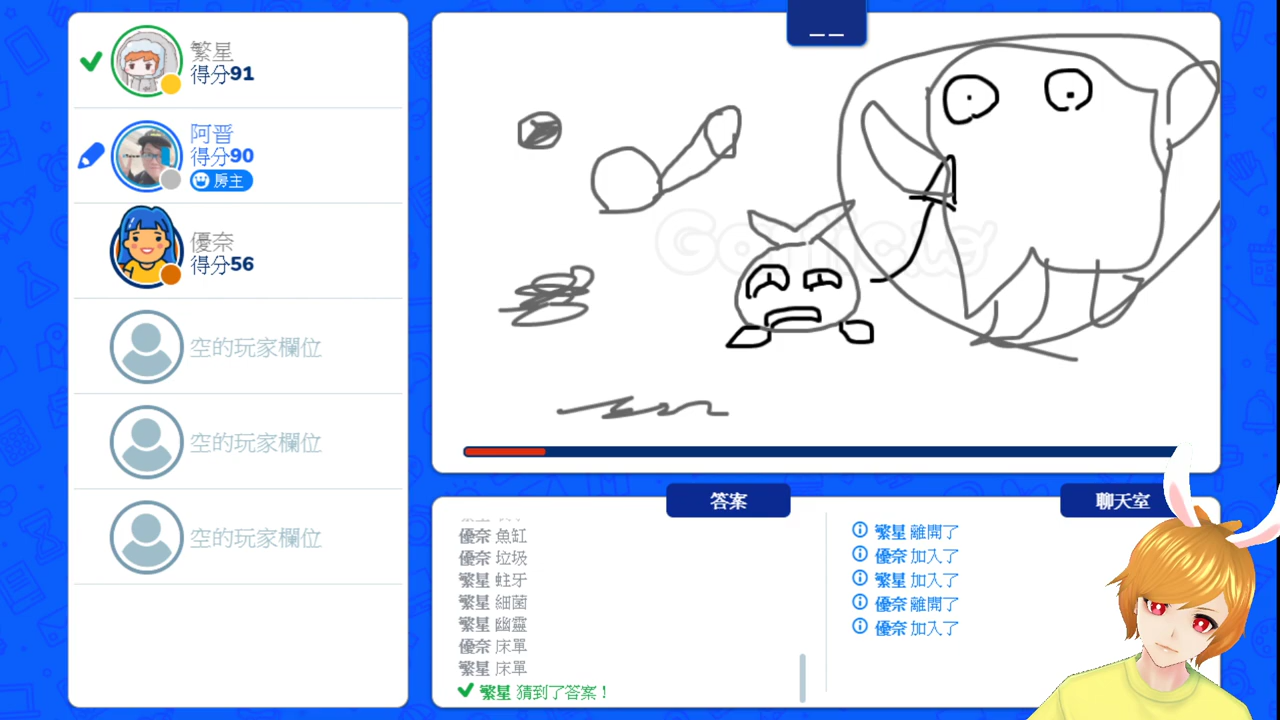 繁星
得分91
阿晋
得分90
房主
優奈
得分56
空的玩家欄位
空的玩家欄位
空的玩家欄位
Gartic.io
答案
優奈 魚缸
優奈 垃圾
繁星 蛀牙
繁星 細菌
繁星 幽靈
優奈 床單
繁星 床單
繁星 猜到了答案！
聊天室
繁星 離開了
優奈 加入了
繁星 加入了
優奈 離開了
優奈 加入了